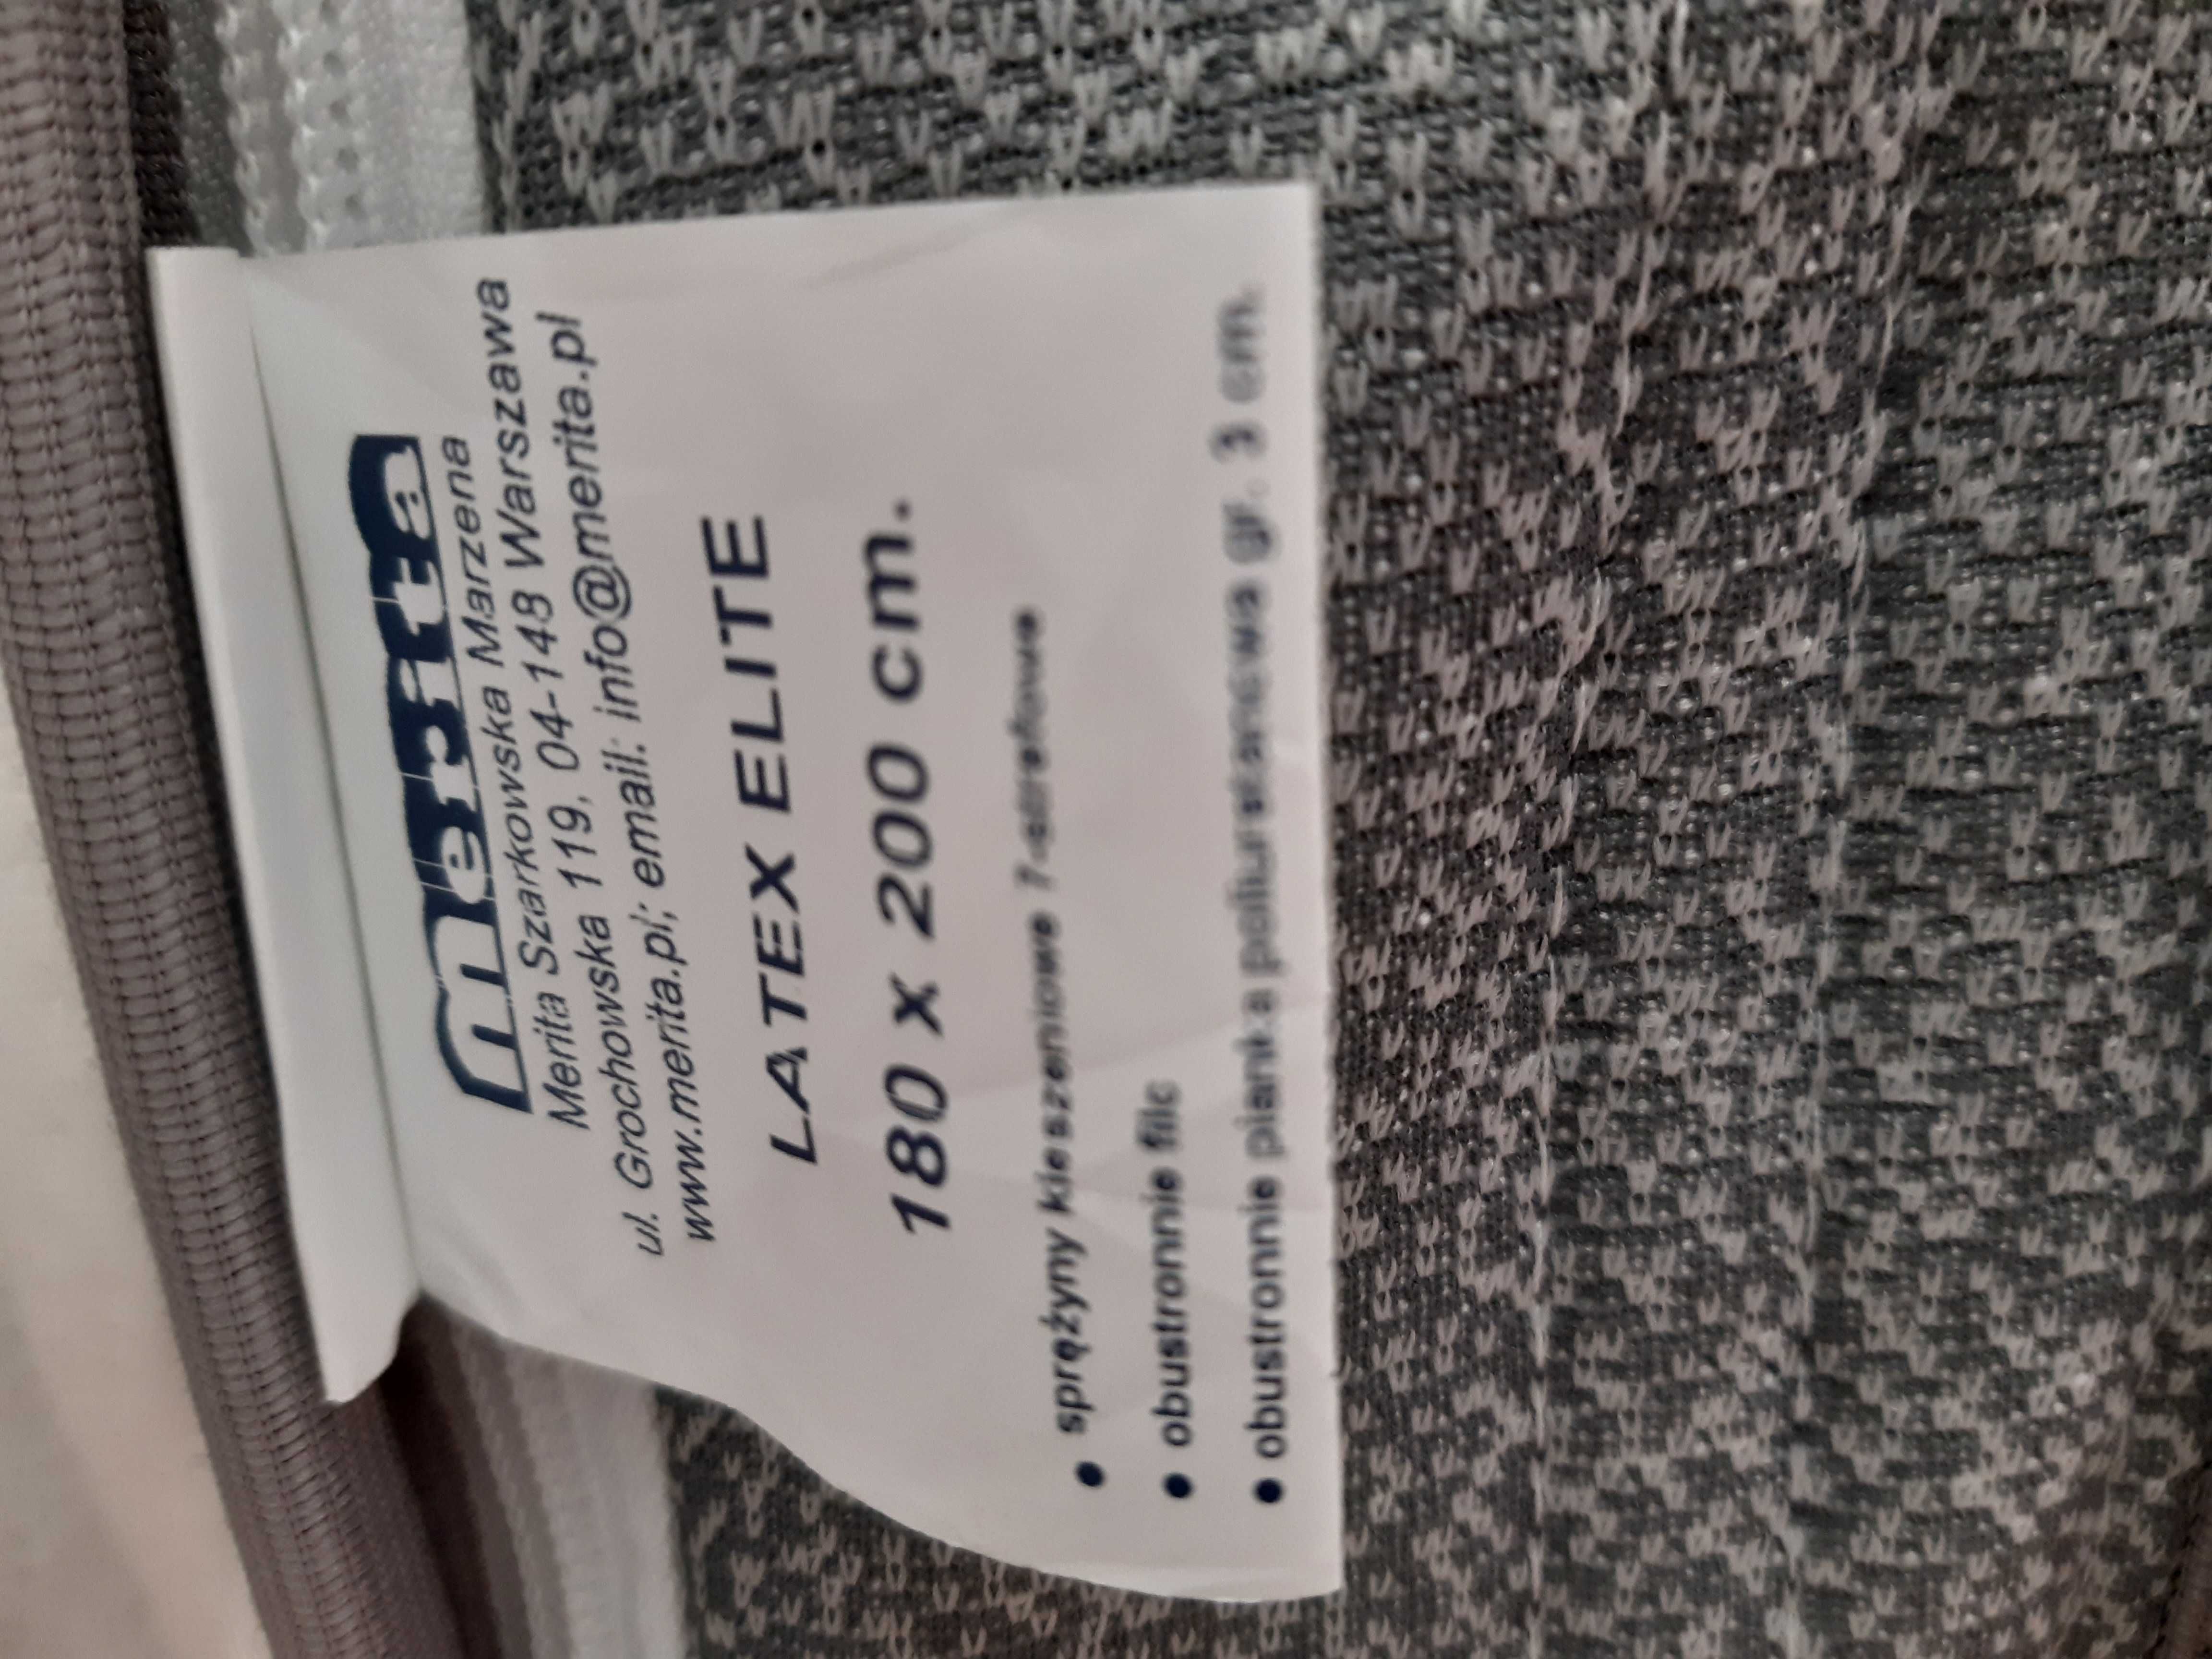 merita
Merita Szarkowska Marzena
ul. Grochowska 119, 04-148 Warszawa
www.merita.pl; email: info@merita.pl
LATEX ELITE
180 x 200 cm.
• sprężyny kieszeniowe 7-strefowe
• obustronnie filc
• obustronnie pianka poliuretanowa gr. 3 cm.